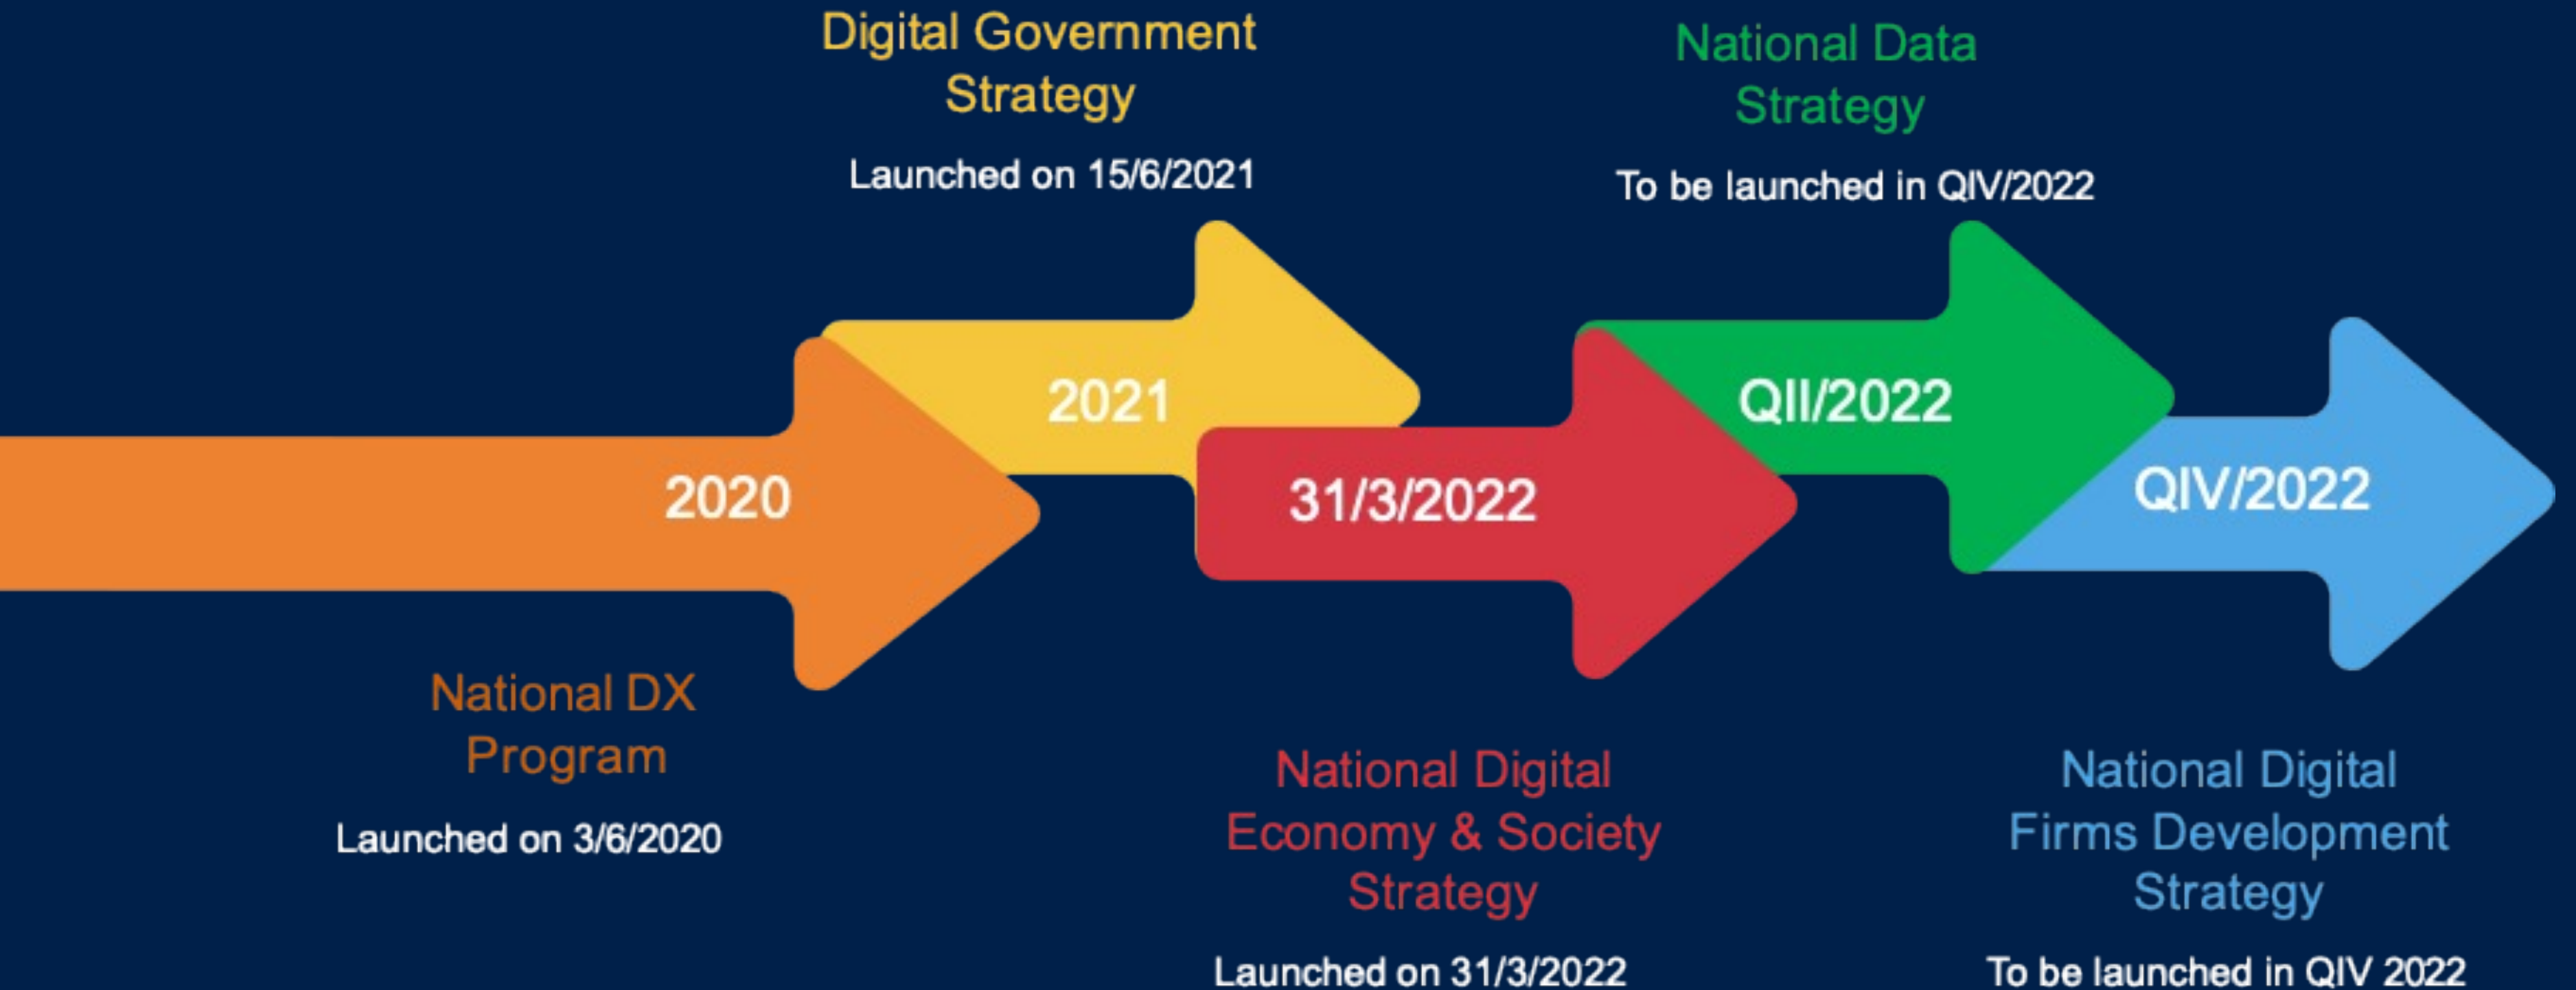 Digital Government
Strategy
Launched on 15/6/2021
National Data
Strategy
To be launched in QIV/2022
2021
QII/2022
2020
31/3/2022
QIV/2022
National DX
Program
Launched on 3/6/2020
National Digital
Economy & Society
Strategy
Launched on 31/3/2022
National Digital
Firms Development
Strategy
To be launched in QIV 2022